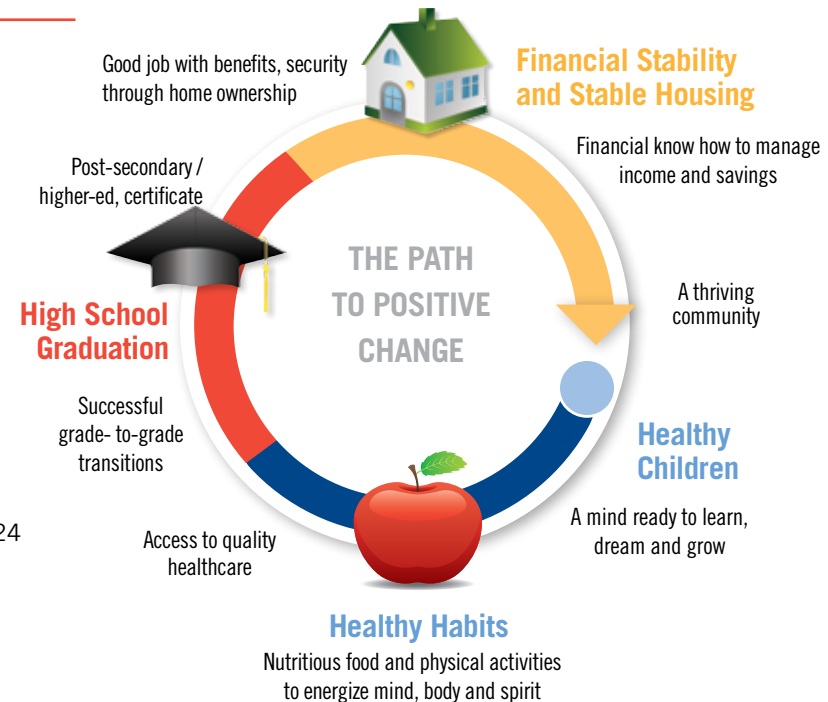 Good job with benefits, security
through home ownership
Financial Stability
and Stable Housing
Financial know how to manage
income and savings
Post-secondary /
higher-ed, certificate
THE PATH
TO POSITIVE
CHANGE
A thriving
community
High School
Graduation
Successful
grade- to-grade
transitions
Healthy
Children
A mind ready to learn,
dream and grow
24
Access to quality
healthcare
Healthy Habits
Nutritious food and physical activities
to energize mind, body and spirit